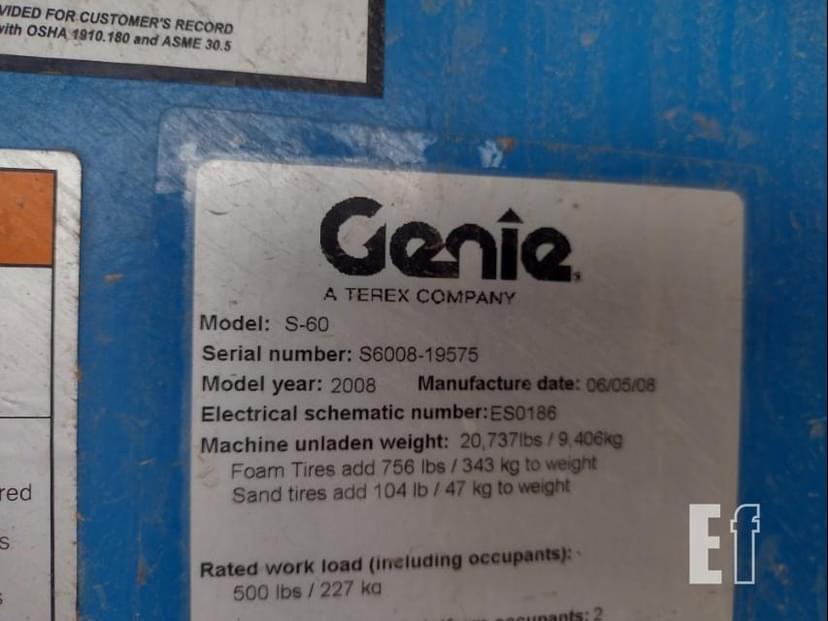 VIDED FOR CUSTOMER'S RECORD
with OSHA 1910.180 and ASME 30.5
Genie
A TEREX COMPANY
Model: S-60
Serial number: S6008-19575
Model year: 2008 Manufacture date: 06/05/08
Electrical schematic number:ES0186
Machine unladen weight: 20,737lbs / 9,406kg
Foam Tires add 756 lbs / 343 kg to weight
Sand tires add 104 lb / 47 kg to weight
Rated work load (including occupants):
500 lbs / 227 kg
occupants: 2
red
s
s
Ef